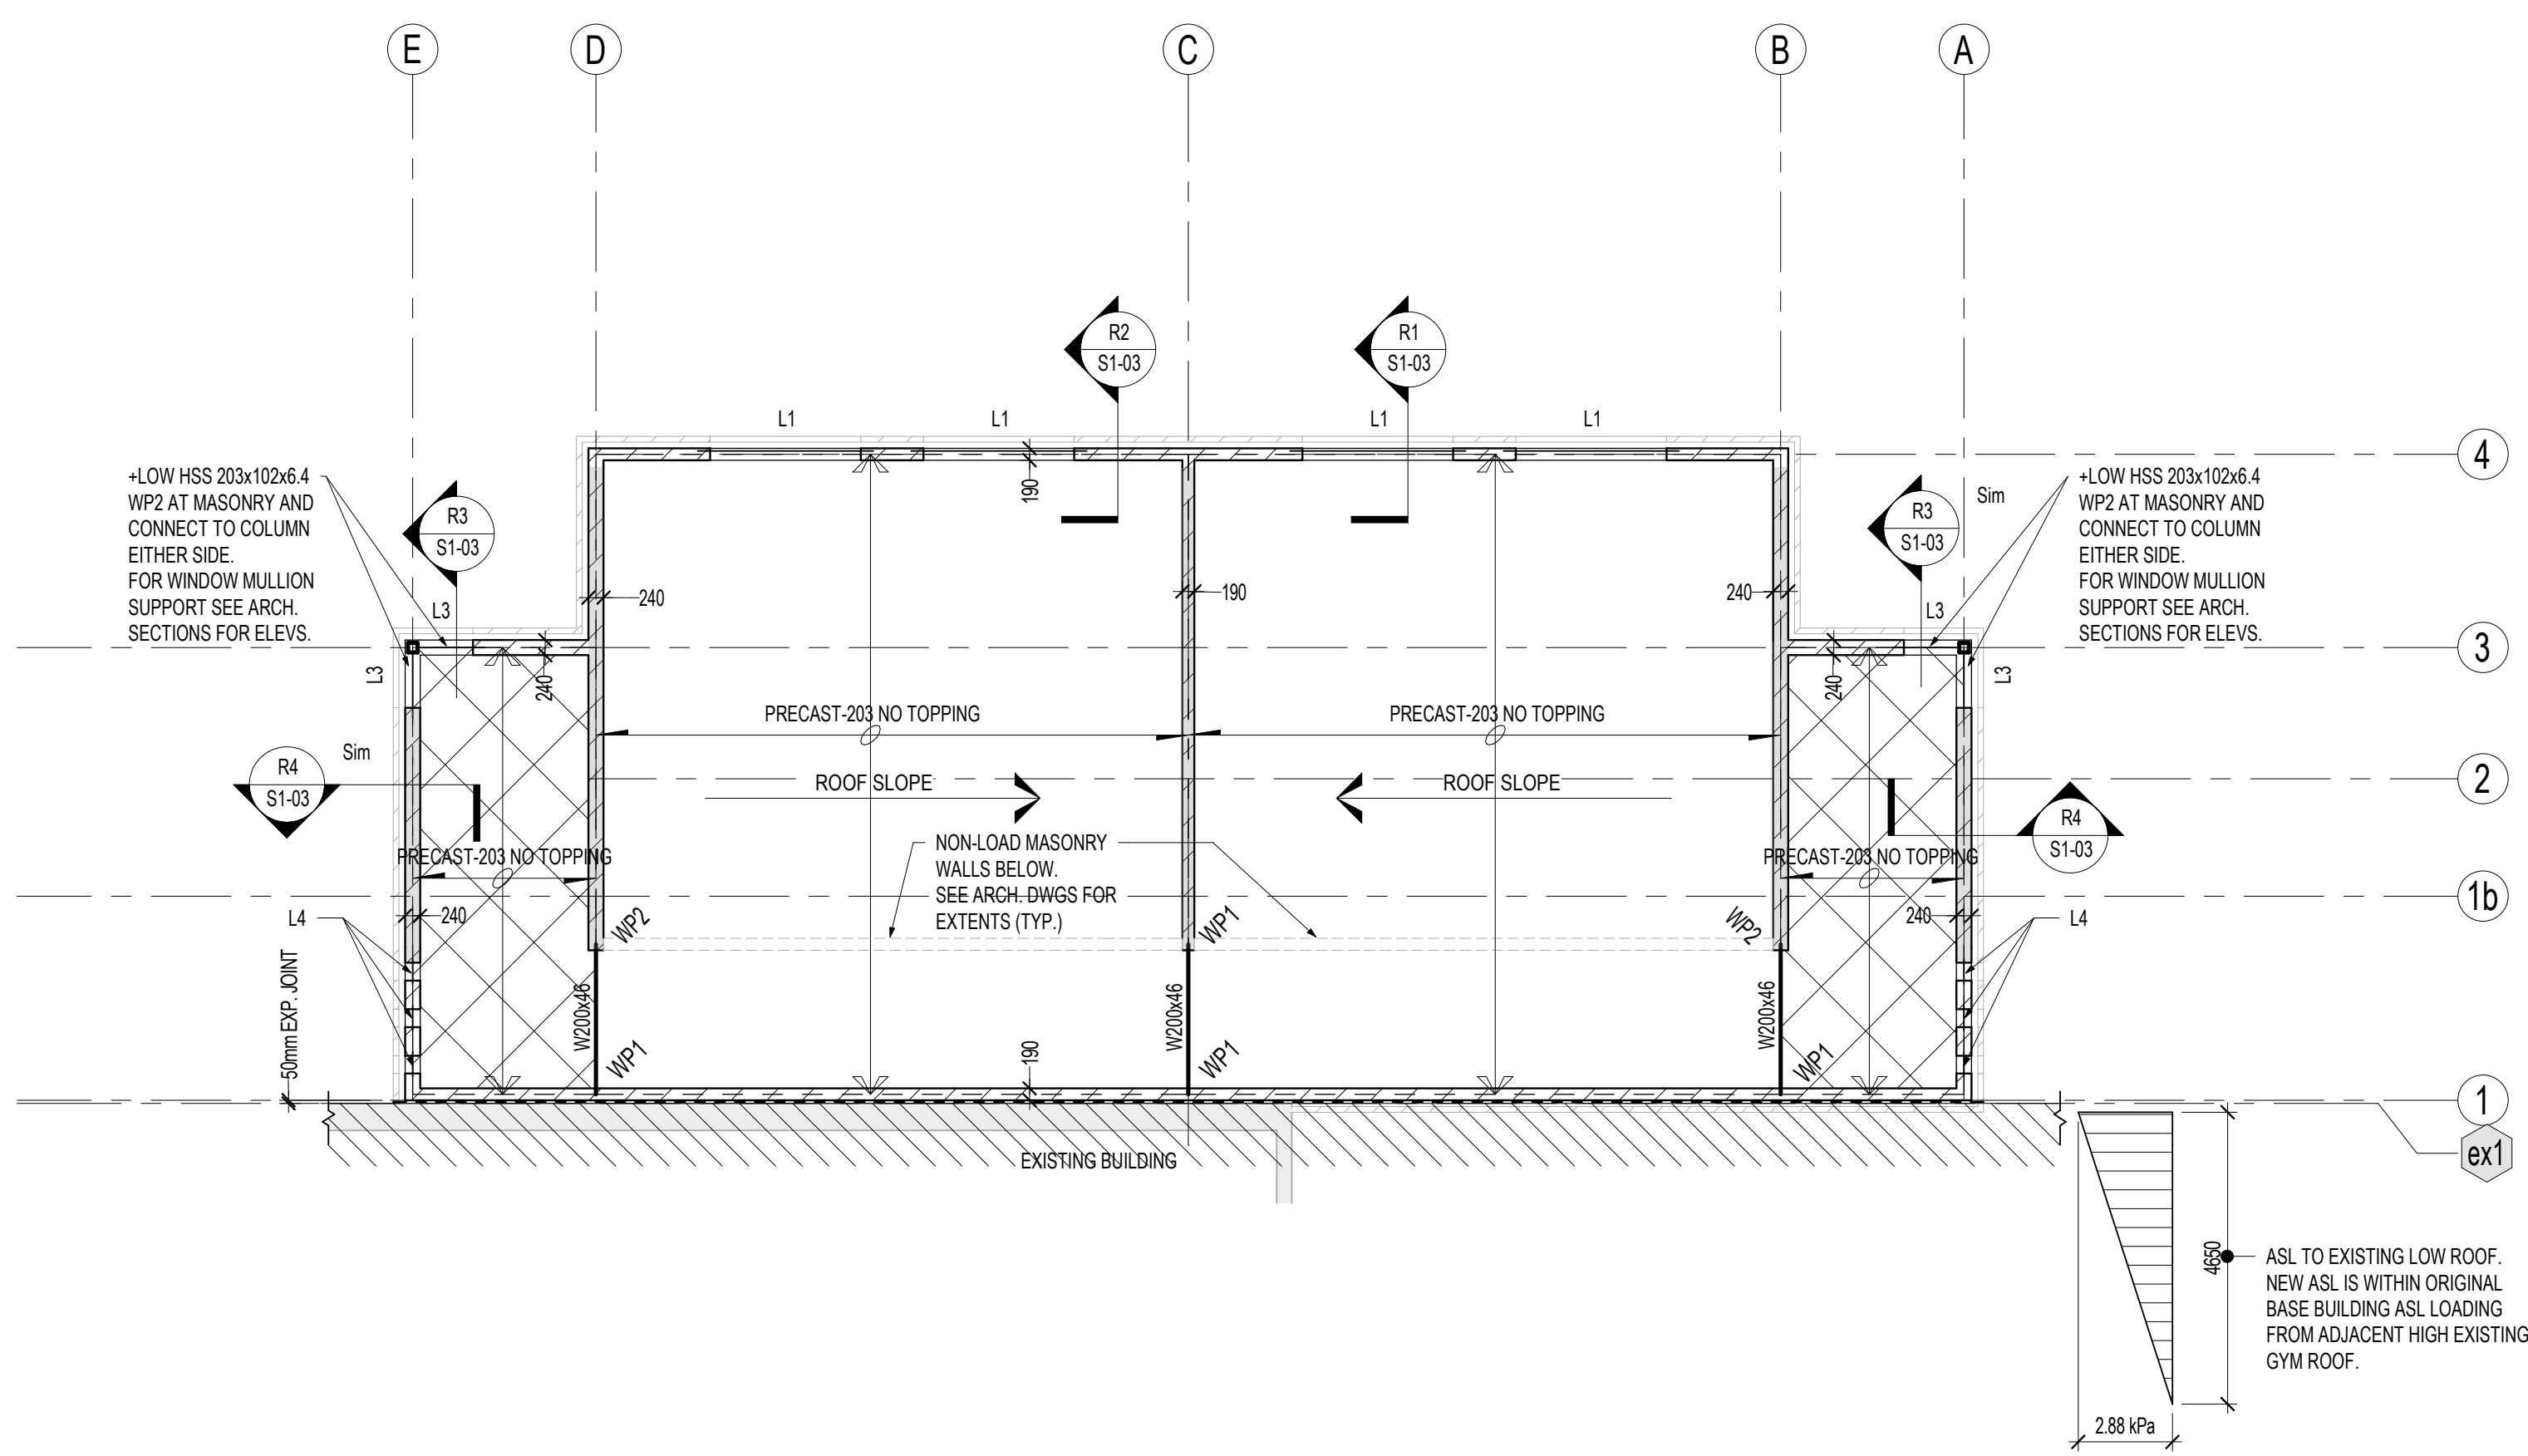 E
D
C
B
A
R2
S1-03
R1
S1-03
L1
L1
L1
L1
4
+LOW HSS 203x102x6.4
WP2 AT MASONRY AND
CONNECT TO COLUMN
EITHER SIDE.
FOR WINDOW MULLION
SUPPORT SEE ARCH.
SECTIONS FOR ELEVS.
R3
S1-03
L3
190
R3
S1-03
Sim
L3
+LOW HSS 203x102x6.4
WP2 AT MASONRY AND
CONNECT TO COLUMN
EITHER SIDE.
FOR WINDOW MULLION
SUPPORT SEE ARCH.
SECTIONS FOR ELEVS.
240
190
240
3
L3
240
240
L3
PRECAST-203 NO TOPPING
PRECAST-203 NO TOPPING
Sim
R4
S1-03
ROOF SLOPE
ROOF SLOPE
2
R4
S1-03
PRECAST-203 NO TOPPING
NON-LOAD MASONRY
WALLS BELOW.
SEE ARCH. DWGS FOR
EXTENTS (TYP.)
PRECAST-203 NO TOPPING
1b
L4
240
WP2
WP1
WP2
240
L4
50mm EXP. JOINT
W200x46
W200x46
W200x46
WP1
190
WP1
WP1
1
ex1
EXISTING BUILDING
4650
ASL TO EXISTING LOW ROOF.
NEW ASL IS WITHIN ORIGINAL
BASE BUILDING ASL LOADING
FROM ADJACENT HIGH EXISTING
GYM ROOF.
2.88 kPa